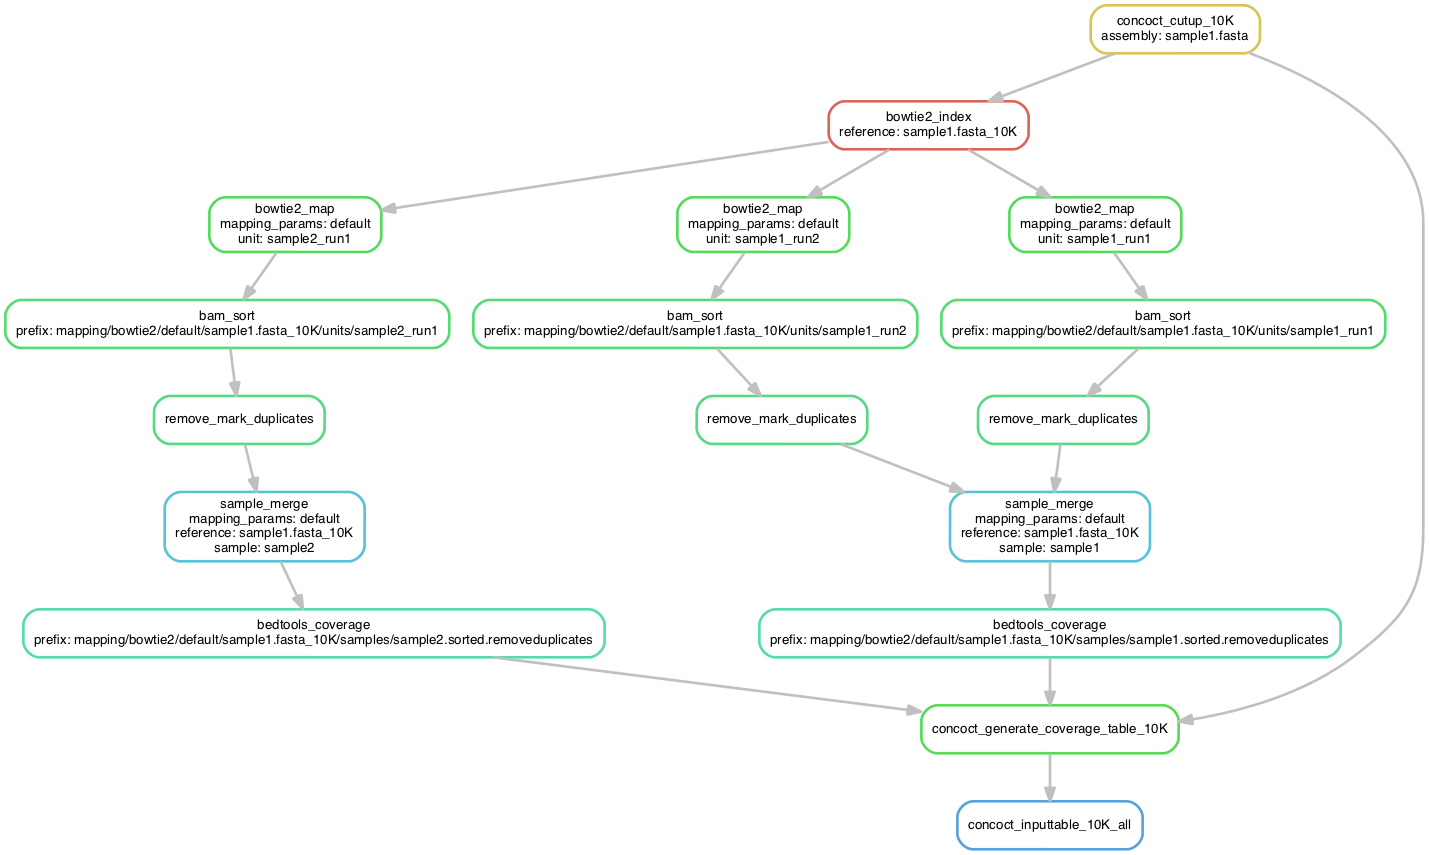 concoct_cutup_10K
assembly: sample1.fasta
bowtie2_index
reference: sample1.fasta_10K
bowtie2_map
mapping_params: default
unit: sample2_run1
bowtie2_map
mapping_params: default
unit: sample1_run2
bowtie2_map
mapping_params: default
unit: sample1_run1
bam_sort
prefix: mapping/bowtie2/default/sample1.fasta_10K/units/sample2_run1
bam_sort
prefix: mapping/bowtie2/default/sample1.fasta_10K/units/sample1_run2
bam_sort
prefix: mapping/bowtie2/default/sample1.fasta_10K/units/sample1_run1
remove_mark_duplicates
remove_mark_duplicates
remove_mark_duplicates
sample_merge
mapping_params: default
reference: sample1.fasta_10K
sample: sample2
sample_merge
mapping_params: default
reference: sample1.fasta_10K
sample: sample1
bedtools_coverage
prefix: mapping/bowtie2/default/sample1.fasta_10K/samples/sample2.sorted.removeduplicates
bedtools_coverage
prefix: mapping/bowtie2/default/sample1.fasta_10K/samples/sample1.sorted.removeduplicates
concoct_generate_coverage_table_10K
concoct_inputtable_10K_all